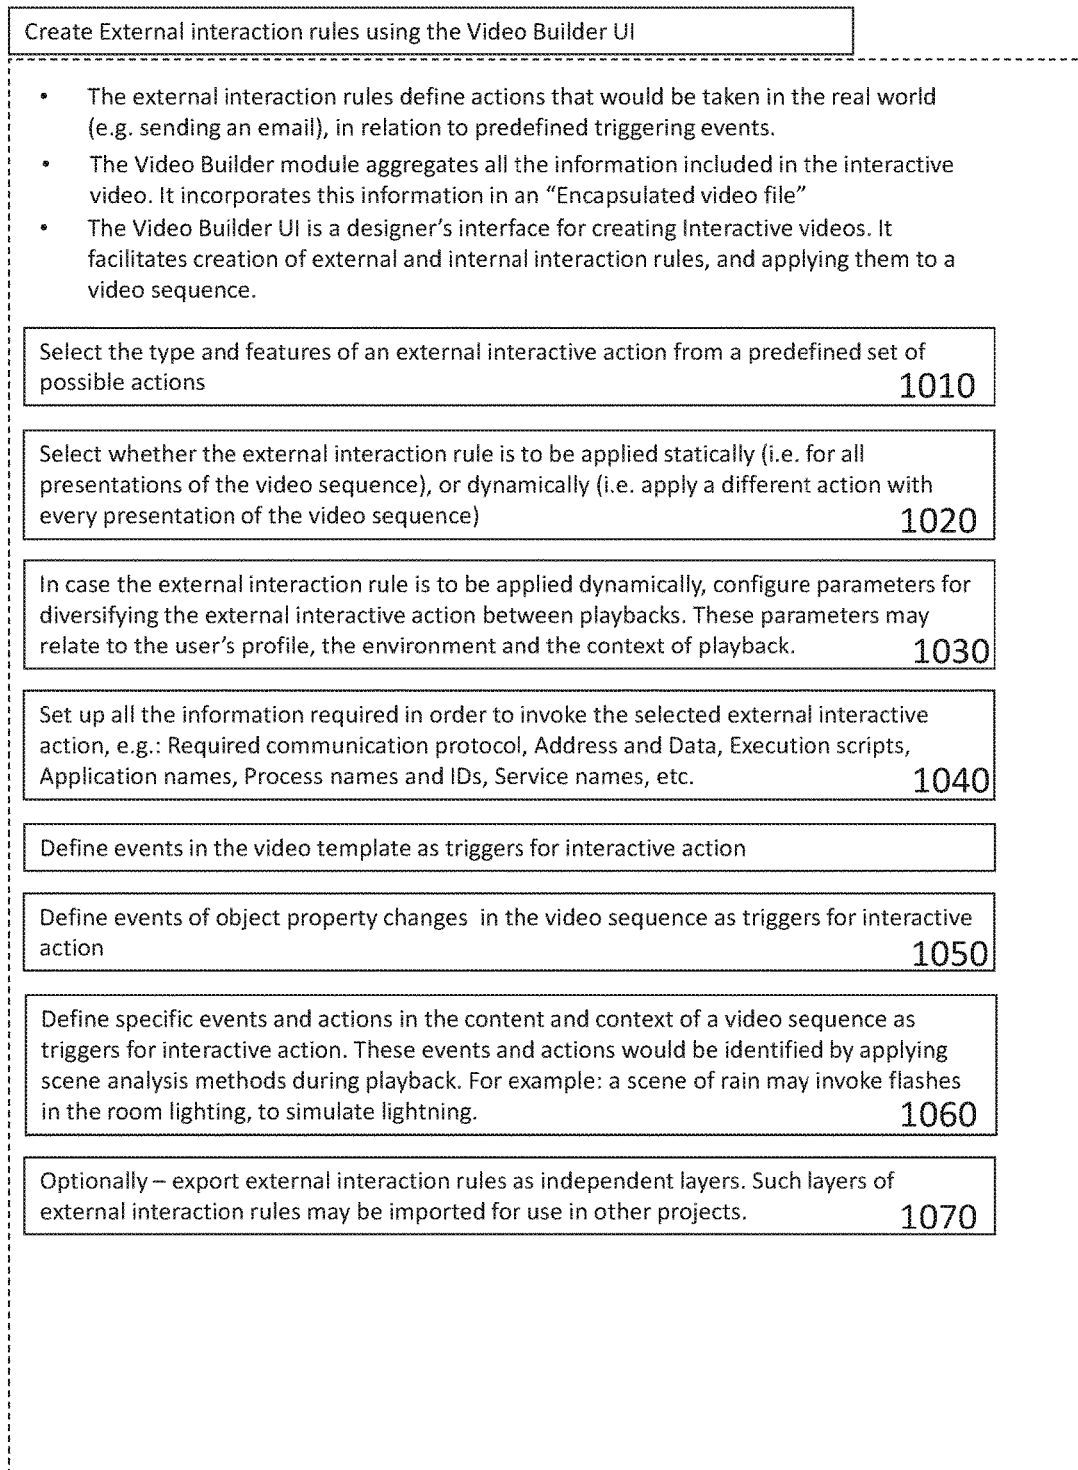 Create External interaction rules using the Video Builder UI
• The external interaction rules define actions that would be taken in the real world
(e.g. sending an email), in relation to predefined triggering events.
• The Video Builder module aggregates all the information included in the interactive
video. It incorporates this information in an “Encapsulated video file”
• The Video Builder UI is a designer’s interface for creating Interactive videos. It
facilitates creation of external and internal interaction rules, and applying them to a
video sequence.
Select the type and features of an external interactive action from a predefined set of
possible actions
1010
Select whether the external interaction rule is to be applied statically (i.e. for all
presentations of the video sequence), or dynamically (i.e. apply a different action with
every presentation of the video sequence)
1020
In case the external interaction rule is to be applied dynamically, configure parameters for
diversifying the external interactive action between playbacks. These parameters may
relate to the user’s profile, the environment and the context of playback.
1030
Set up all the information required in order to invoke the selected external interactive
action, e.g.: Required communication protocol, Address and Data, Execution scripts,
Application names, Process names and IDs, Service names, etc.
1040
Define events in the video template as triggers for interactive action
Define events of object property changes in the video sequence as triggers for interactive
action
1050
Define specific events and actions in the content and context of a video sequence as
triggers for interactive action. These events and actions would be identified by applying
scene analysis methods during playback. For example: a scene of rain may invoke flashes
in the room lighting, to simulate lightning.
1060
Optionally – export external interaction rules as independent layers. Such layers of
external interaction rules may be imported for use in other projects.
1070